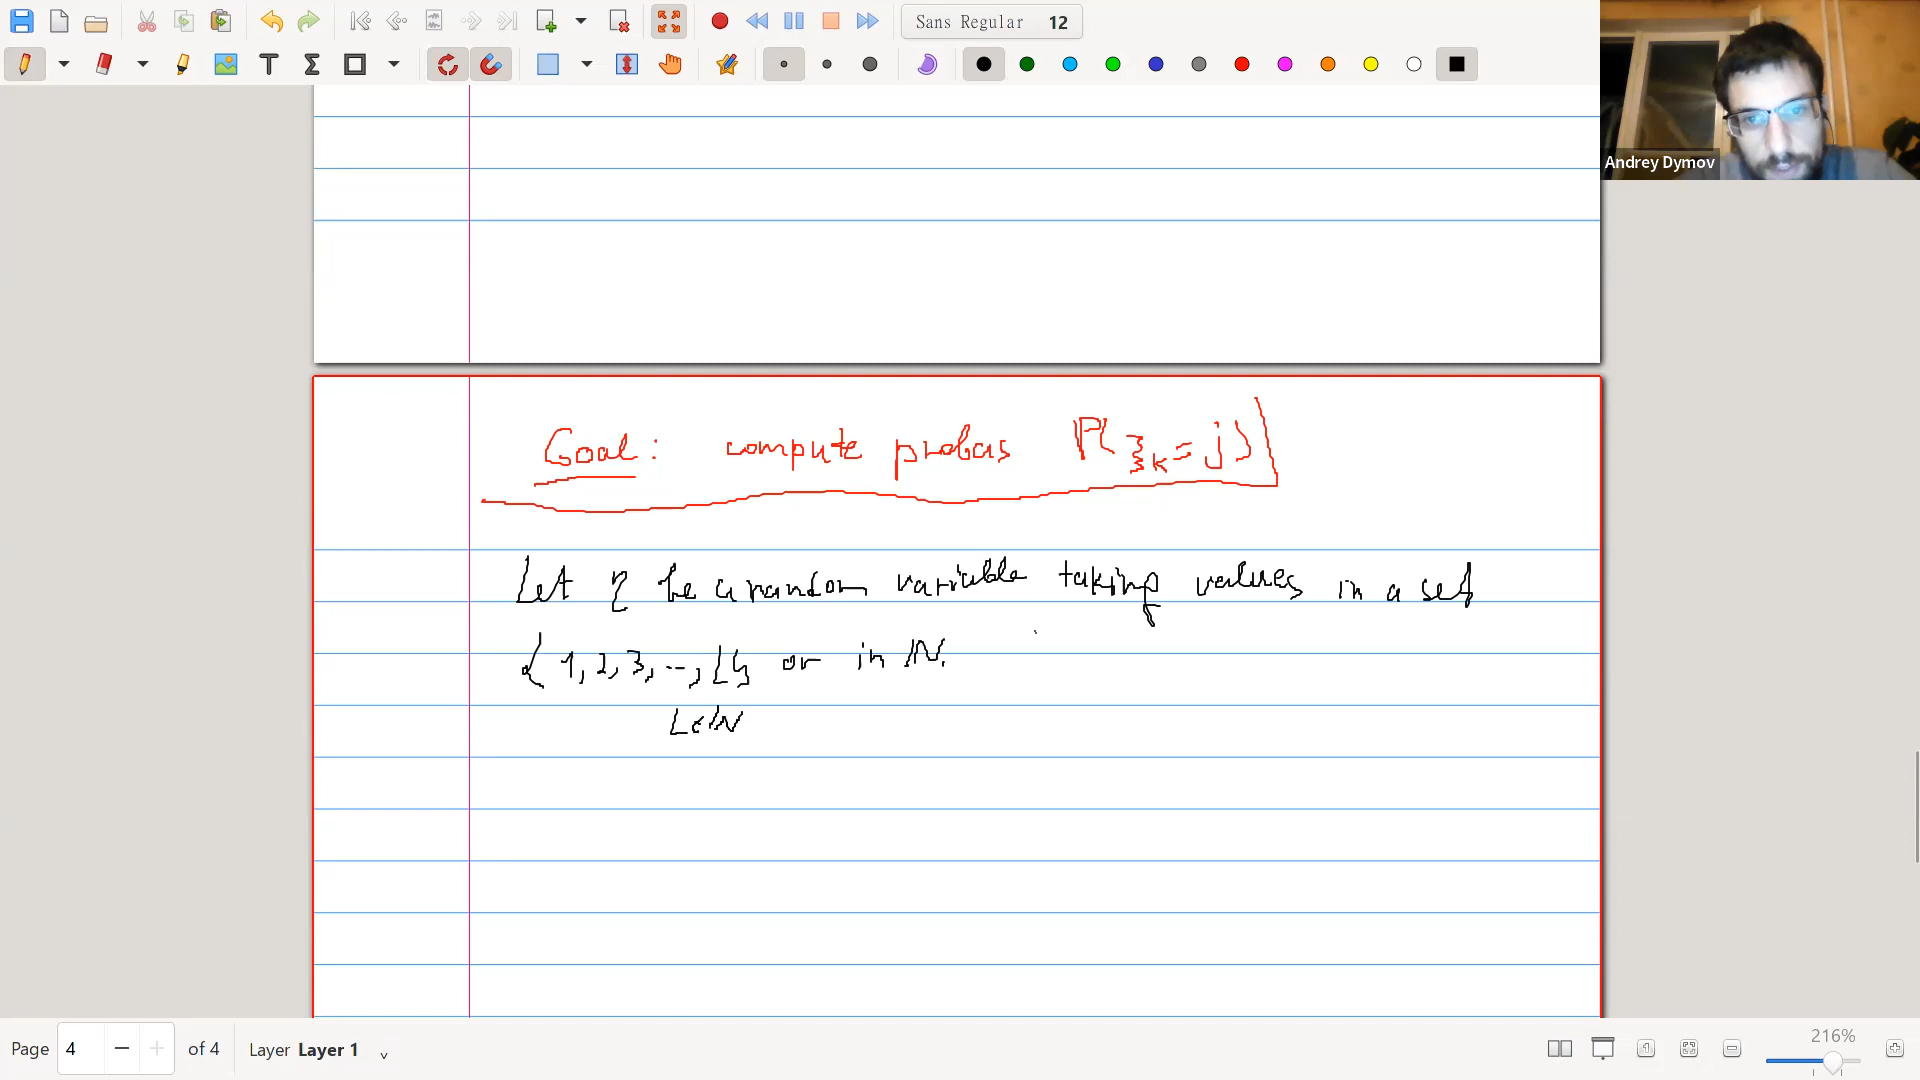 Sans Regular 12
Andrey Dymov
Goal: compute probas P(ξ_k = j)
Let η be a random variable taking values in a set
{1, 2, 3, ..., L} or in ℕ.
L ∈ ℕ
Page 4 of 4 Layer Layer 1
216%